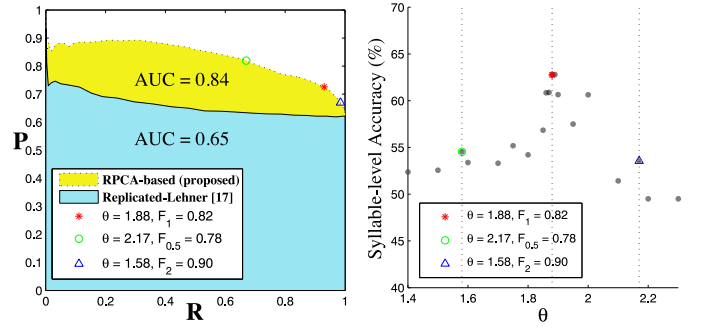 1
0.9
0.8
0.7
0.6
0.5
0.4
0.3
0.2
0.1
0
P
0 0.2 0.4 0.6 0.8 1
R
AUC = 0.84
AUC = 0.65
RPCA-based (proposed)
Replicated-Lehner [17]
θ = 1.88, F1 = 0.82
θ = 2.17, F0.5 = 0.78
θ = 1.58, F2 = 0.90
Syllable-level Accuracy (%)
70
65
60
55
50
45
40
1.4 1.6 1.8 2 2.2
θ
θ = 1.88, F1 = 0.82
θ = 2.17, F0.5 = 0.78
θ = 1.58, F2 = 0.90